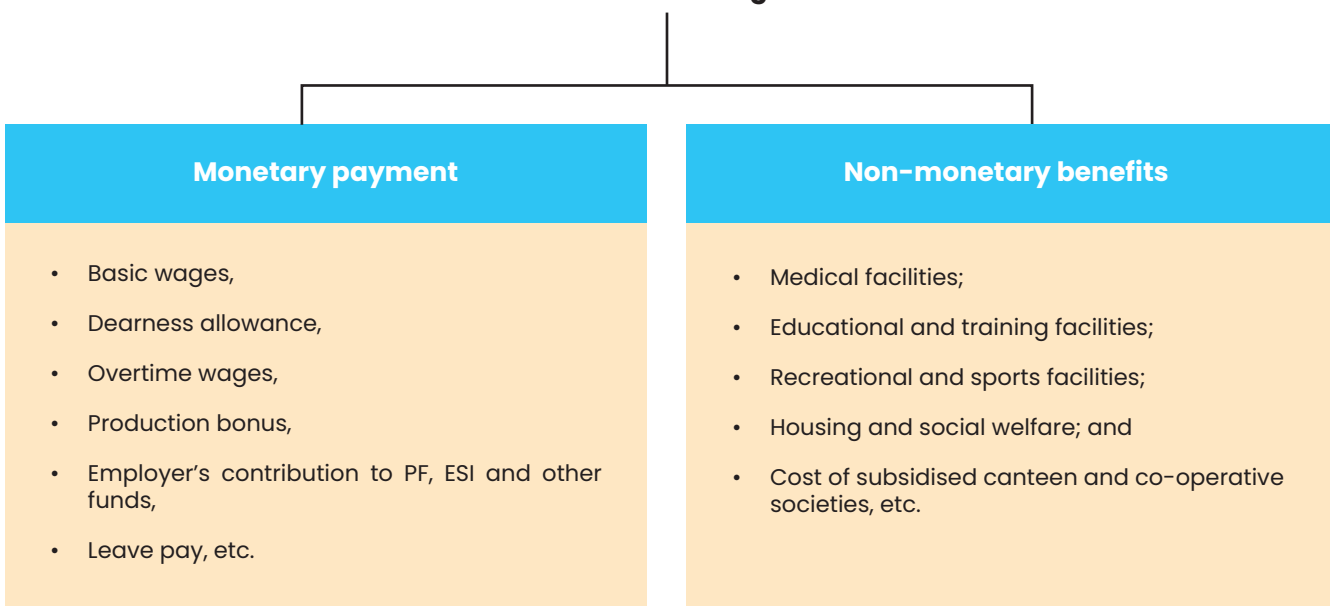 Monetary payment
• Basic wages,
• Dearness allowance,
• Overtime wages,
• Production bonus,
• Employer's contribution to PF, ESI and other
funds,
• Leave pay, etc.
Non-monetary benefits
• Medical facilities;
• Educational and training facilities;
• Recreational and sports facilities;
• Housing and social welfare; and
• Cost of subsidised canteen and co-operative
societies, etc.